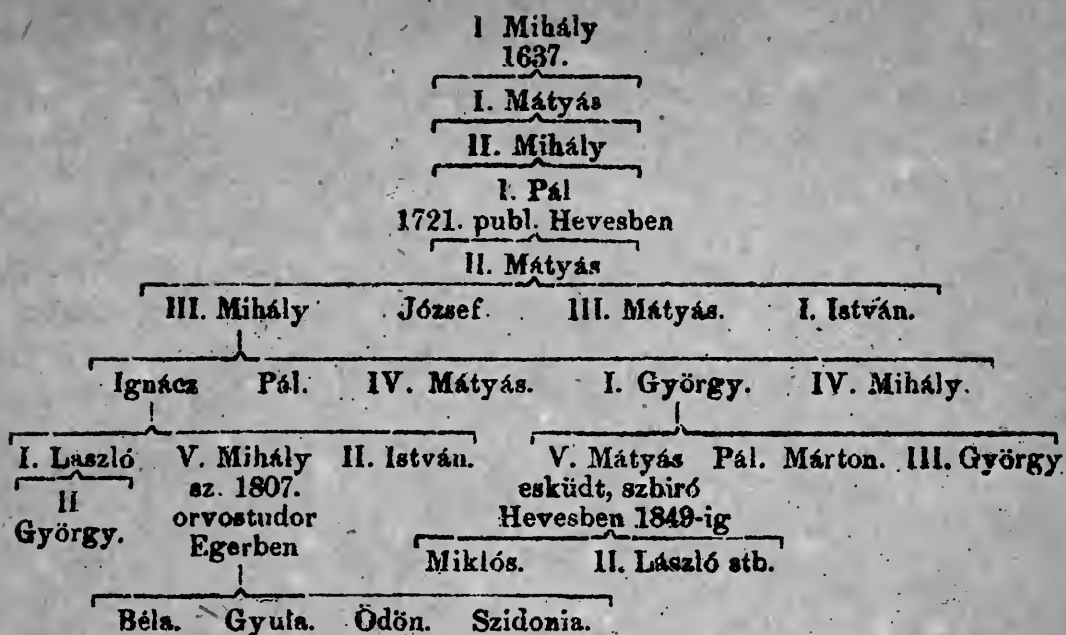 I Mihály
1637.
I. Mátyás
II. Mihály
I. Pál
1721. publ. Hevesben
II. Mátyás
III. Mihály József III. Mátyás. I. István.
Ignácz Pál. IV. Mátyás. I. György. IV. Mihály.
I. László V. Mihály II. István. V. Mátyás Pál. Márton. III. György
II sz. 1807. esküdt, szbiró
György. orvostudor Hevesben 1849-ig
Egerben Miklós. II. László stb.
Béla. Gyula. Ödön. Szidonia.